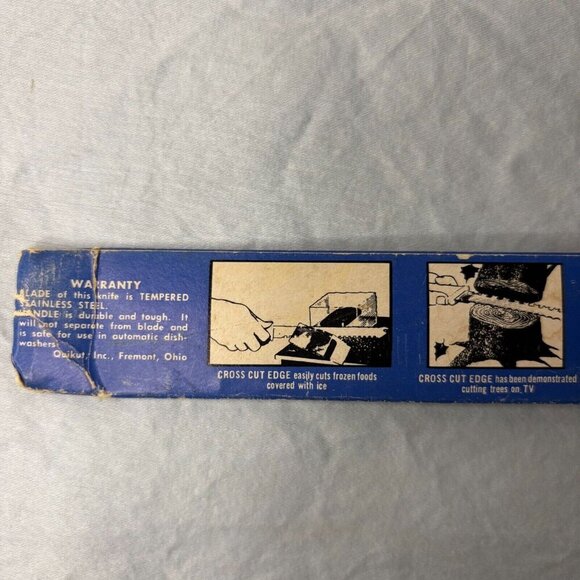 WARRANTY
BLADE of this knife is TEMPERED
STAINLESS STEEL.
HANDLE is durable and tough. It
will not separate from blade and
is safe for use in automatic dish-
washers.
Quikut, Inc., Fremont, Ohio
CROSS CUT EDGE easily cuts frozen foods
covered with ice
CROSS CUT EDGE has been demonstrated
cutting trees on TV